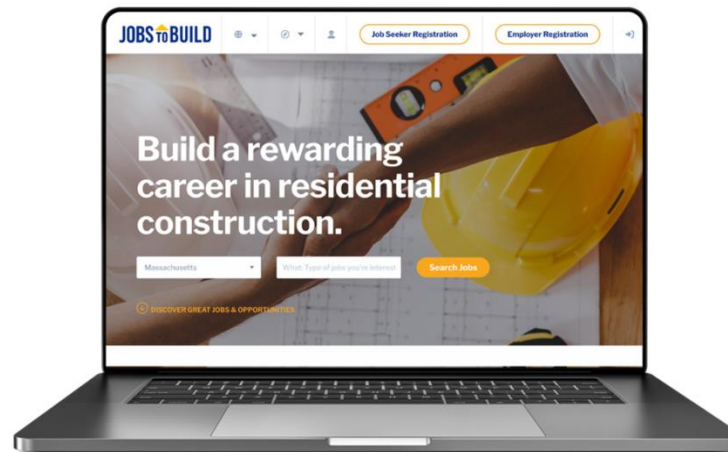 JOBS TO BUILD
Job Seeker Registration
Employer Registration
Build a rewarding
career in residential
construction.
Massachusetts
What: Type of jobs you're interest
Search Jobs
DISCOVER GREAT JOBS & OPPORTUNITIES